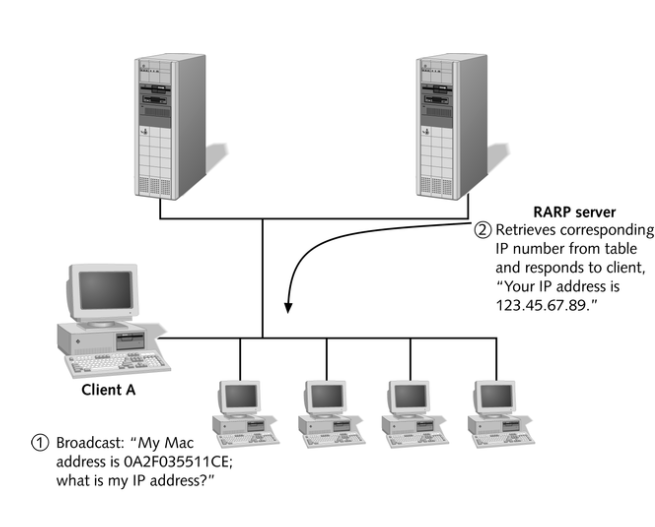 RARP server
② Retrieves corresponding
IP number from table
and responds to client,
“Your IP address is
123.45.67.89.”
Client A
① Broadcast: “My Mac
address is 0A2F035511CE;
what is my IP address?”